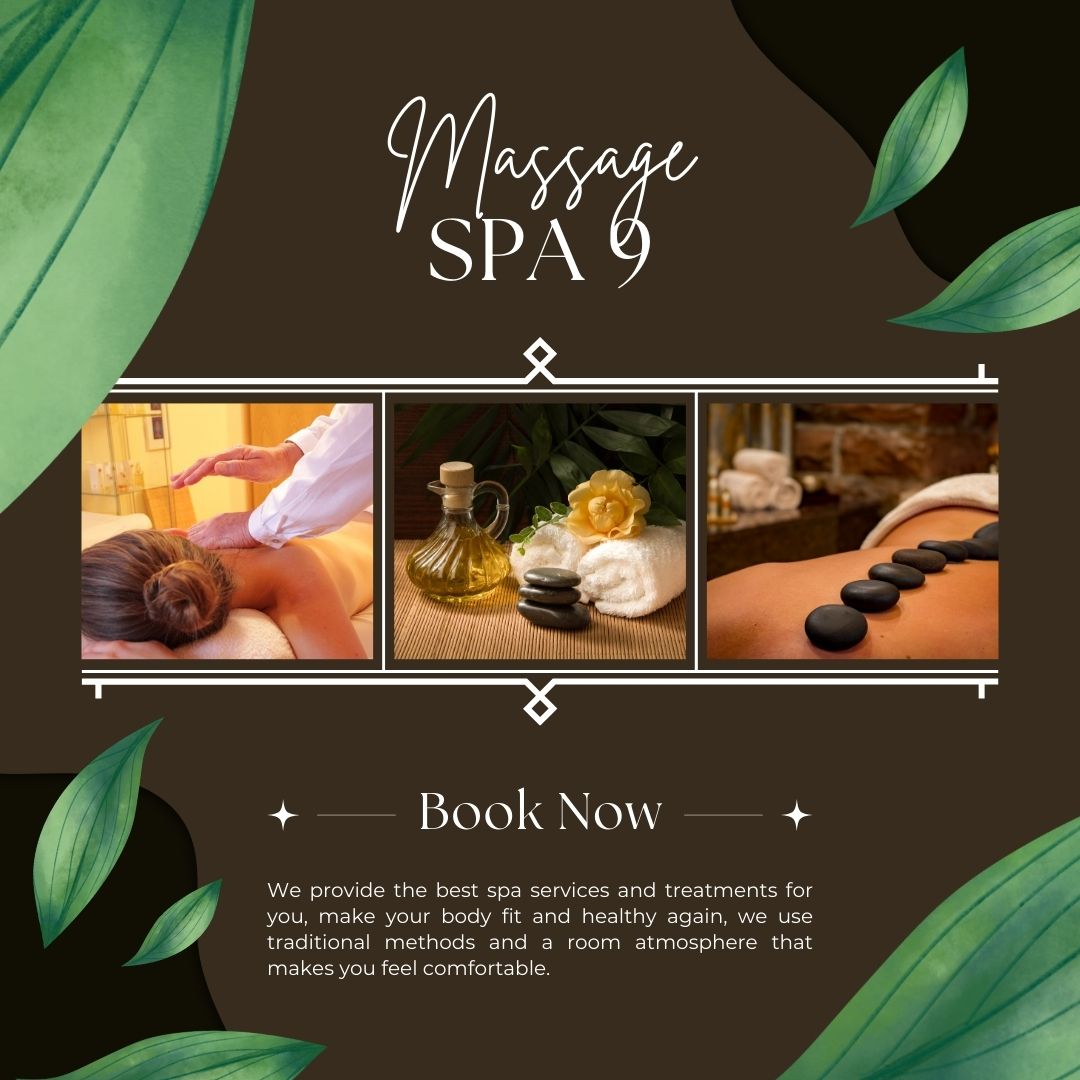 Massage
SPA 9
Book Now
We provide the best spa services and treatments for
you, make your body fit and healthy again, we use
traditional methods and a room atmosphere that
makes you feel comfortable.